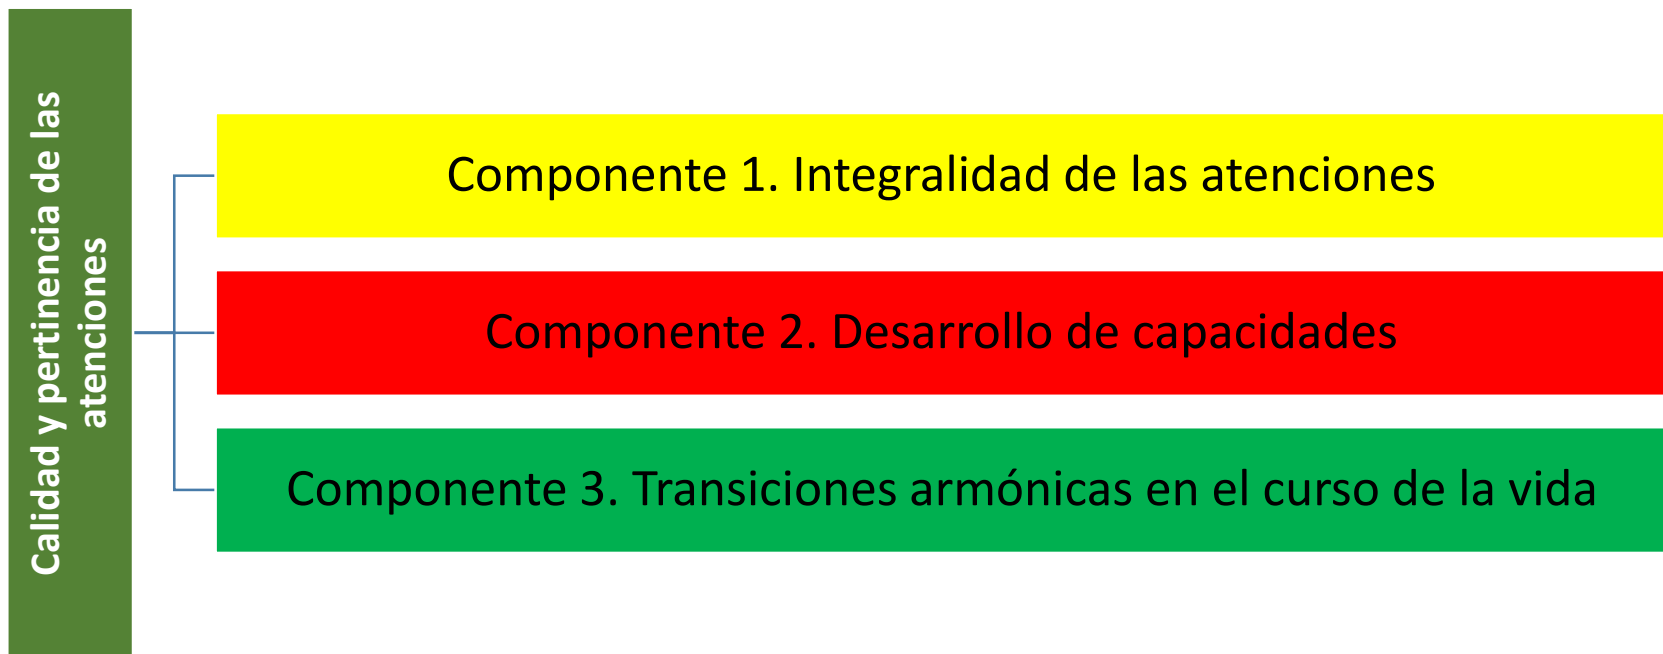 Calidad y pertinencia de las
atenciones
Componente 1. Integralidad de las atenciones
Componente 2. Desarrollo de capacidades
Componente 3. Transiciones armónicas en el curso de la vida